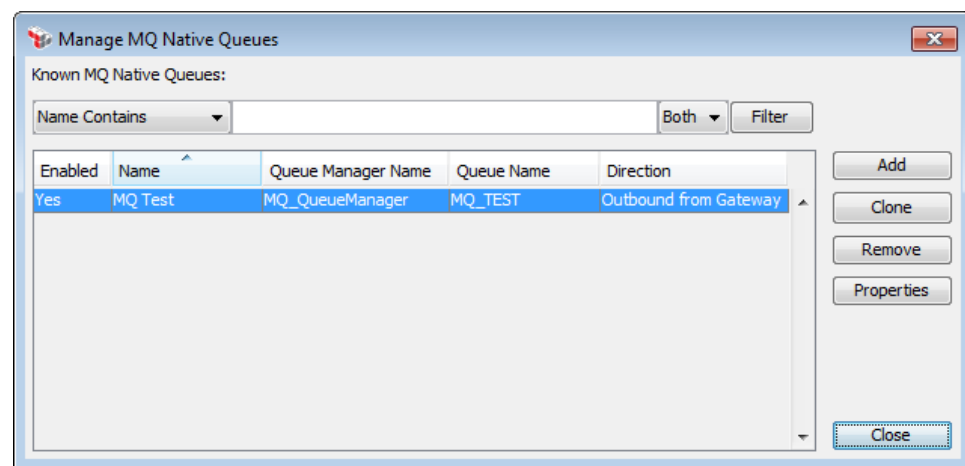 Manage MQ Native Queues
Known MQ Native Queues:
Name Contains Both Filter
Enabled Name Queue Manager Name Queue Name Direction
Yes MQ Test MQ_QueueManager MQ_TEST Outbound from Gateway
Add
Clone
Remove
Properties
Close